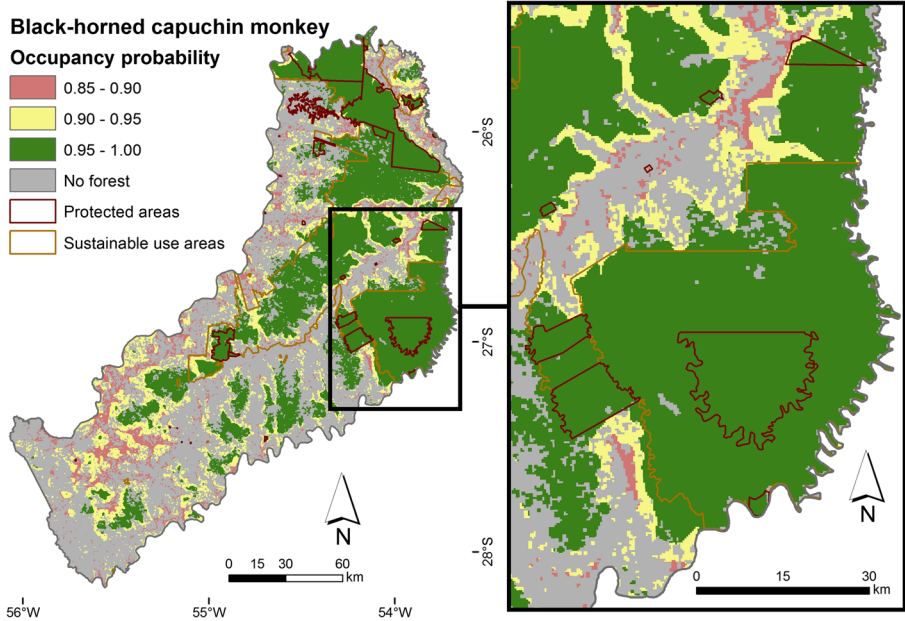 Black-horned capuchin monkey
Occupancy probability
0.85 - 0.90
0.90 - 0.95
0.95 - 1.00
No forest
Protected areas
Sustainable use areas
26°S
27°S
28°S
N
0 15 30 60
km
56°W 55°W 54°W
N
0 15 30
km